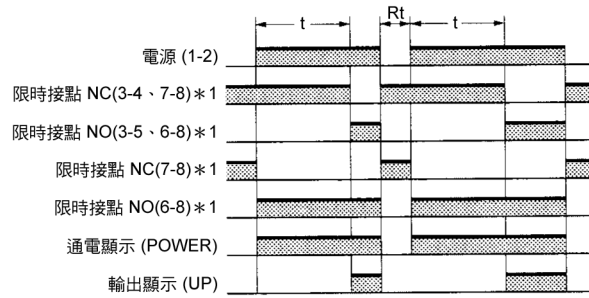 t Rt t
電源 (1-2)
限時接點 NC(3-4、7-8)＊1
限時接點 NO(3-5、6-8)＊1
限時接點 NC(7-8)＊1
限時接點 NO(6-8)＊1
通電顯示 (POWER)
輸出顯示 (UP)